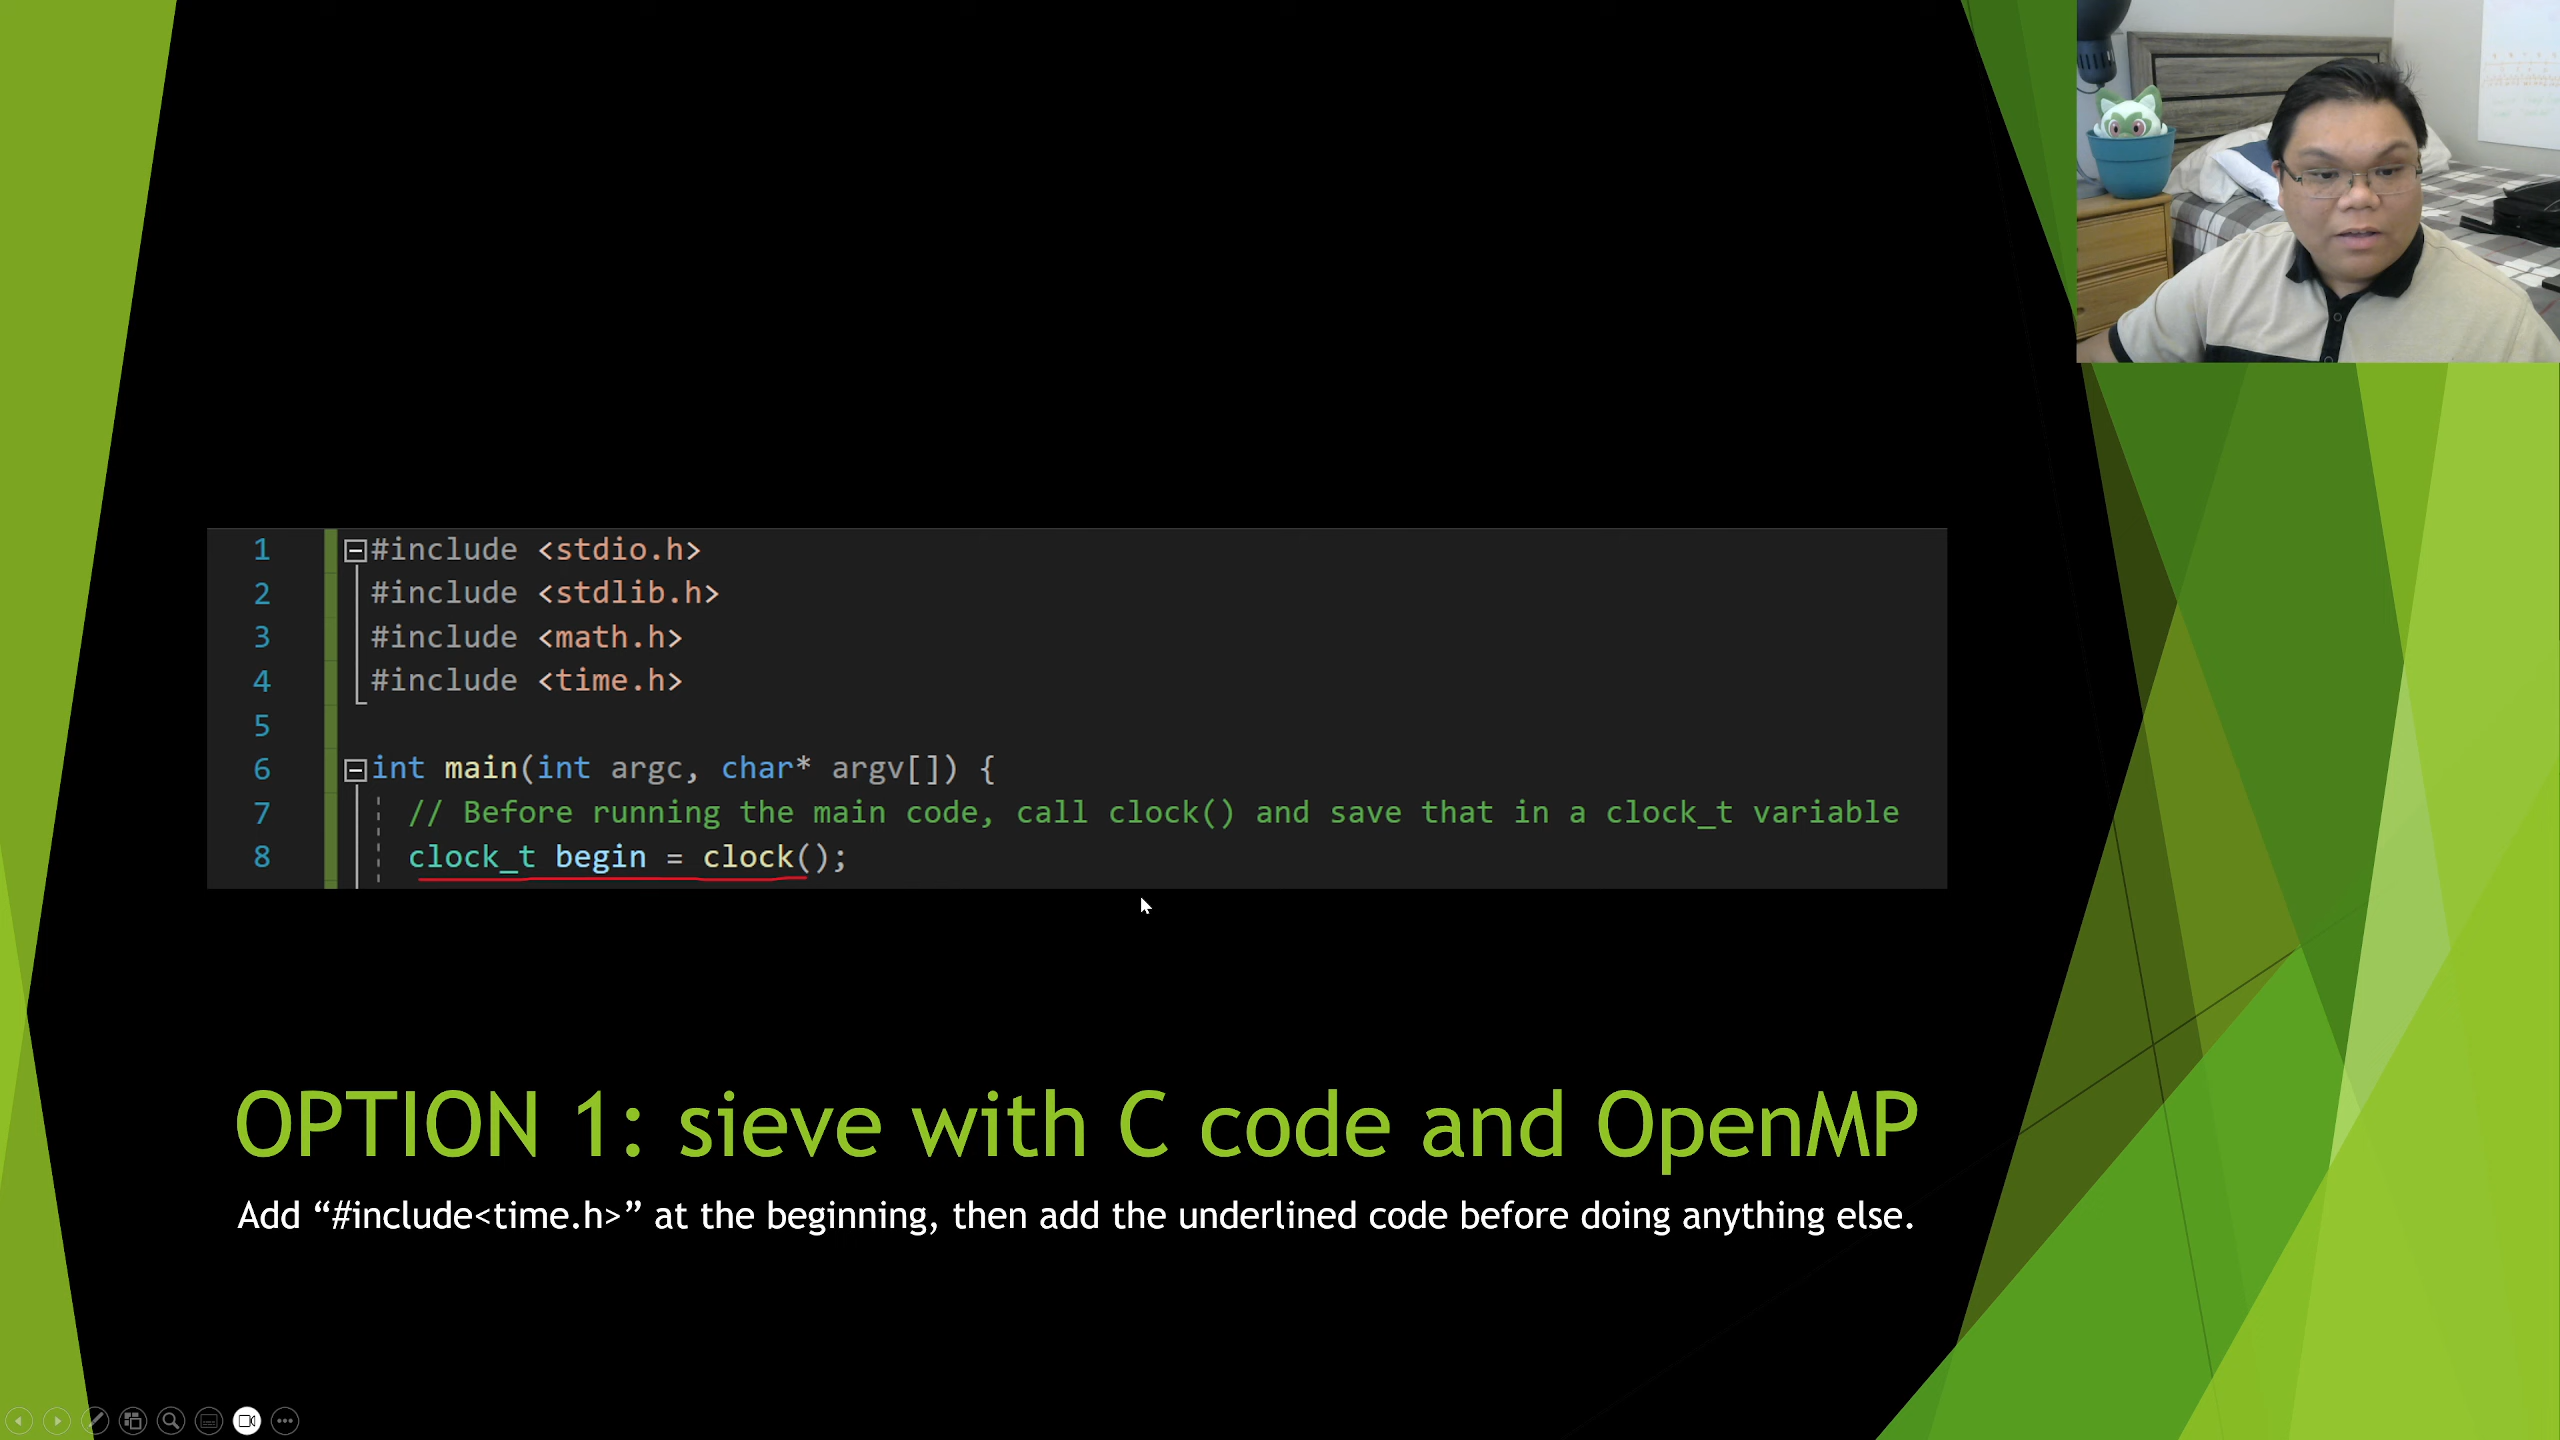 1 #include <stdio.h>
2 #include <stdlib.h>
3 #include <math.h>
4 #include <time.h>
5
6 int main(int argc, char* argv[]) {
7 // Before running the main code, call clock() and save that in a clock_t variable
8 clock_t begin = clock();
OPTION 1: sieve with C code and OpenMP
Add “#include<time.h>” at the beginning, then add the underlined code before doing anything else.